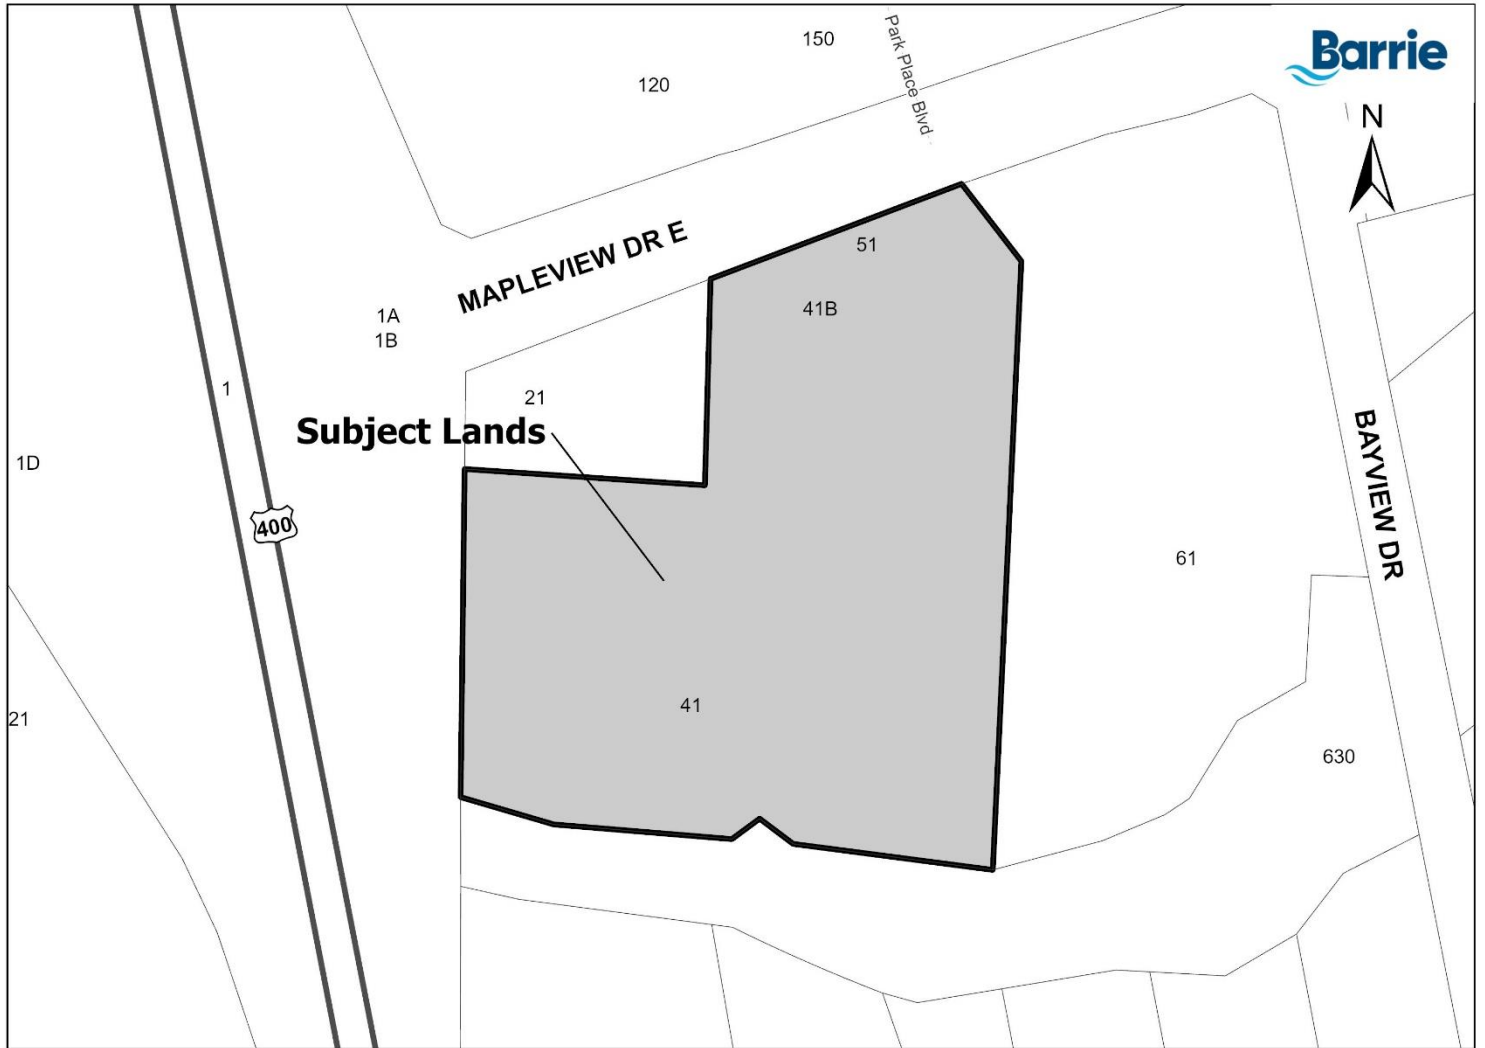 150
Park Place Blvd
Barrie
120
N
MAPLEVIEW DR E
51
41B
1A
1B
1
21
Subject Lands
BAYVIEW DR
1D
400
61
41
21
630